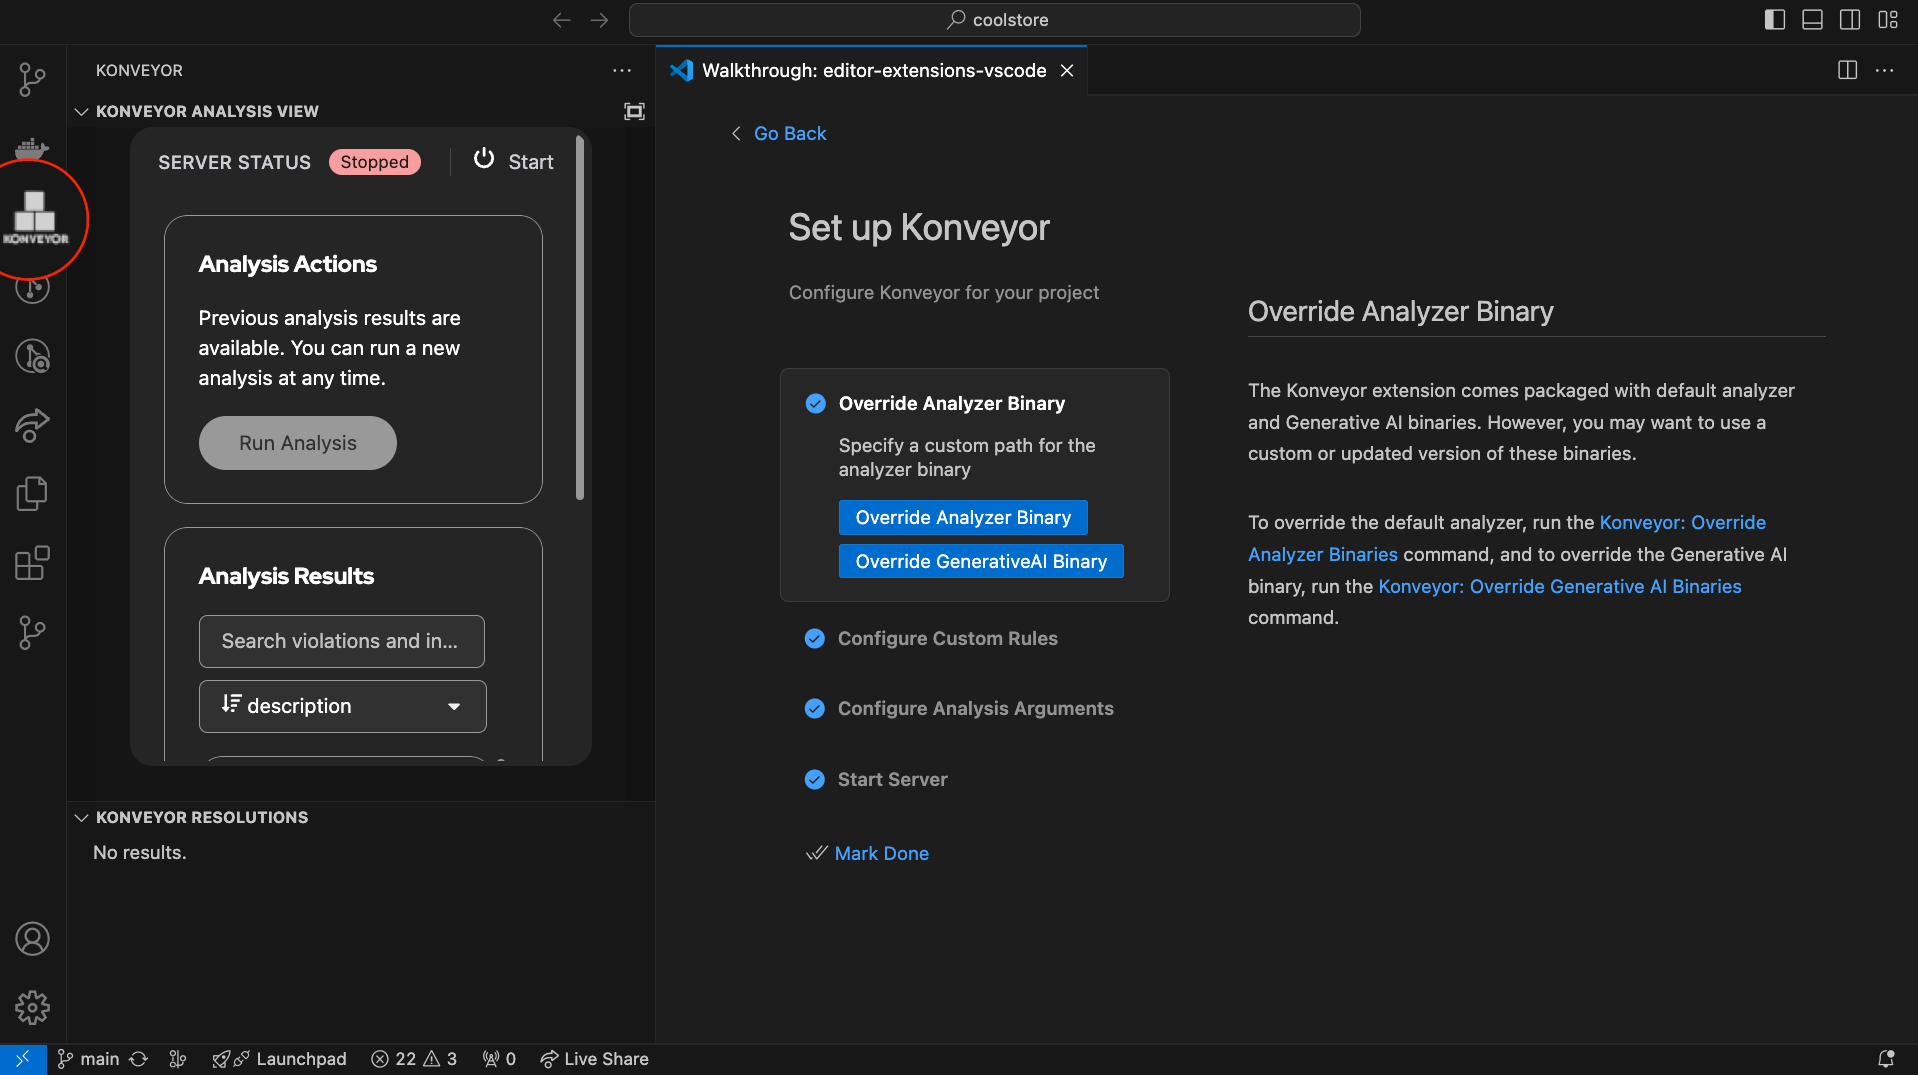 coolstore
KONVEYOR
KONVEYOR ANALYSIS VIEW
SERVER STATUS Stopped Start
KONVEYOR
Analysis Actions
Previous analysis results are
available. You can run a new
analysis at any time.
Run Analysis
Analysis Results
Search violations and in...
description
KONVEYOR RESOLUTIONS
No results.
Walkthrough: editor-extensions-vscode
Go Back
Set up Konveyor
Configure Konveyor for your project
Override Analyzer Binary
Specify a custom path for the
analyzer binary
Override Analyzer Binary
Override GenerativeAI Binary
Configure Custom Rules
Configure Analysis Arguments
Start Server
Mark Done
Override Analyzer Binary
The Konveyor extension comes packaged with default analyzer
and Generative AI binaries. However, you may want to use a
custom or updated version of these binaries.
To override the default analyzer, run the Konveyor: Override
Analyzer Binaries command, and to override the Generative AI
binary, run the Konveyor: Override Generative AI Binaries
command.
main Launchpad 22 3 0 Live Share